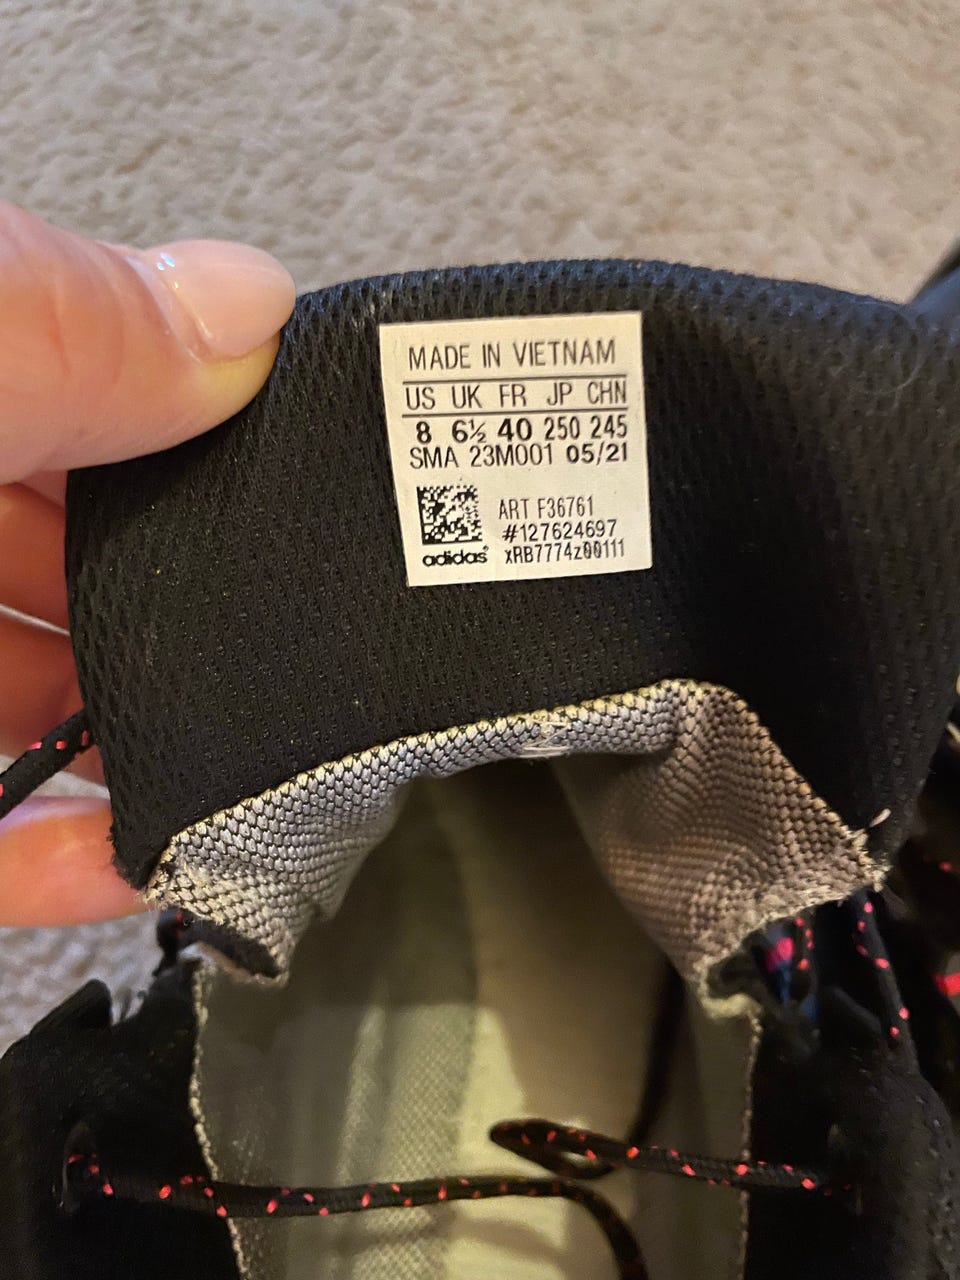 MADE IN VIETNAM
US UK FR JP CHN
8 6½ 40 250 245
SMA 23M001 05/21
ART F36761
#127624697
adidas xRB7774z00111